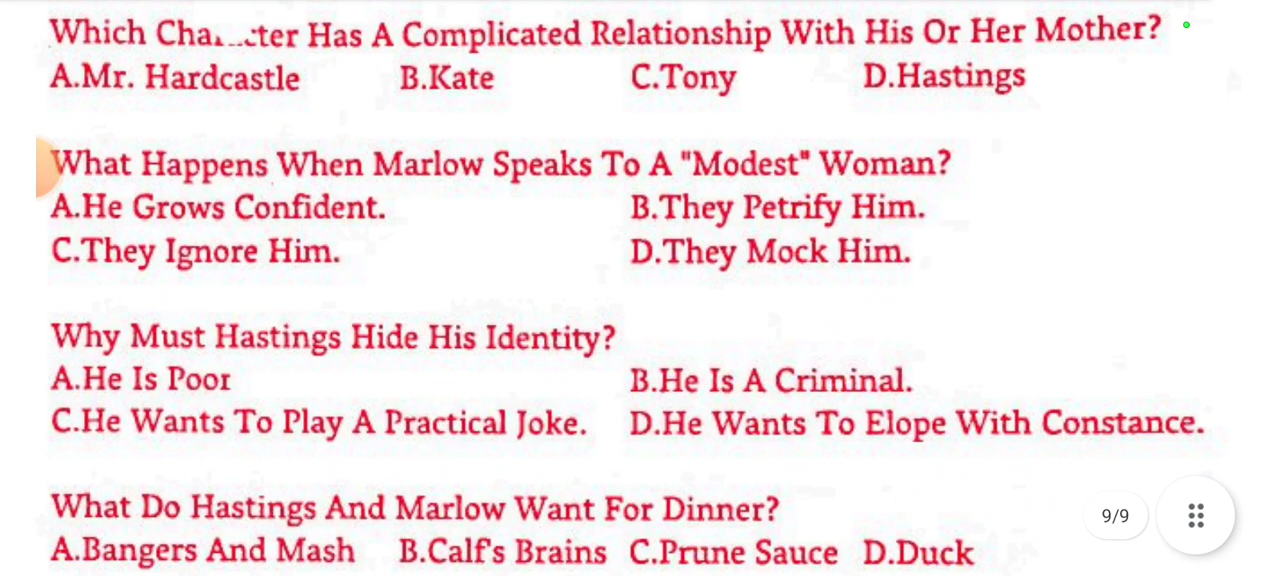 Which Has A Complicated Relationship With His Or Her Mother?
A.Mr. Hardcastle B.Kate C.Tony D.Hastings
What Happens When Marlow Speaks To A "Modest" Woman?
A.He Grows Confident. B.They Petrify Him.
C.They Ignore Him. D.They Mock Him.
Why Must Hastings Hide His Identity?
A.He Is Poor B.He Is A Criminal.
C.He Wants To Play A Practical Joke. D.He Wants To Elope With Constance.
What Do Hastings And Marlow Want For Dinner?
9/9
A.Bangers And Mash B.Calf's Brains C.Prune Sauce D.Duck